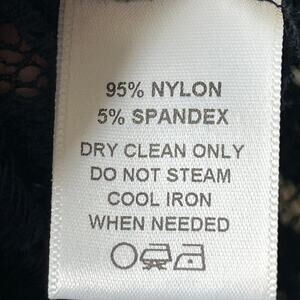 95% NYLON
5% SPANDEX
DRY CLEAN ONLY
DO NOT STEAM
COOL IRON
WHEN NEEDED